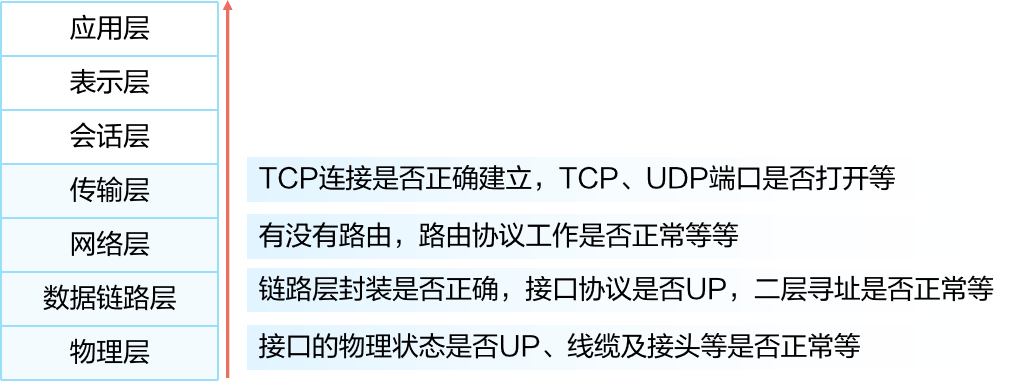 应用层
表示层
会话层
传输层
TCP连接是否正确建立，TCP、UDP端口是否打开等
网络层
有没有路由，路由协议工作是否正常等等
数据链路层
链路层封装是否正确，接口协议是否UP，二层寻址是否正常等
物理层
接口的物理状态是否UP、线缆及接头等是否正常等